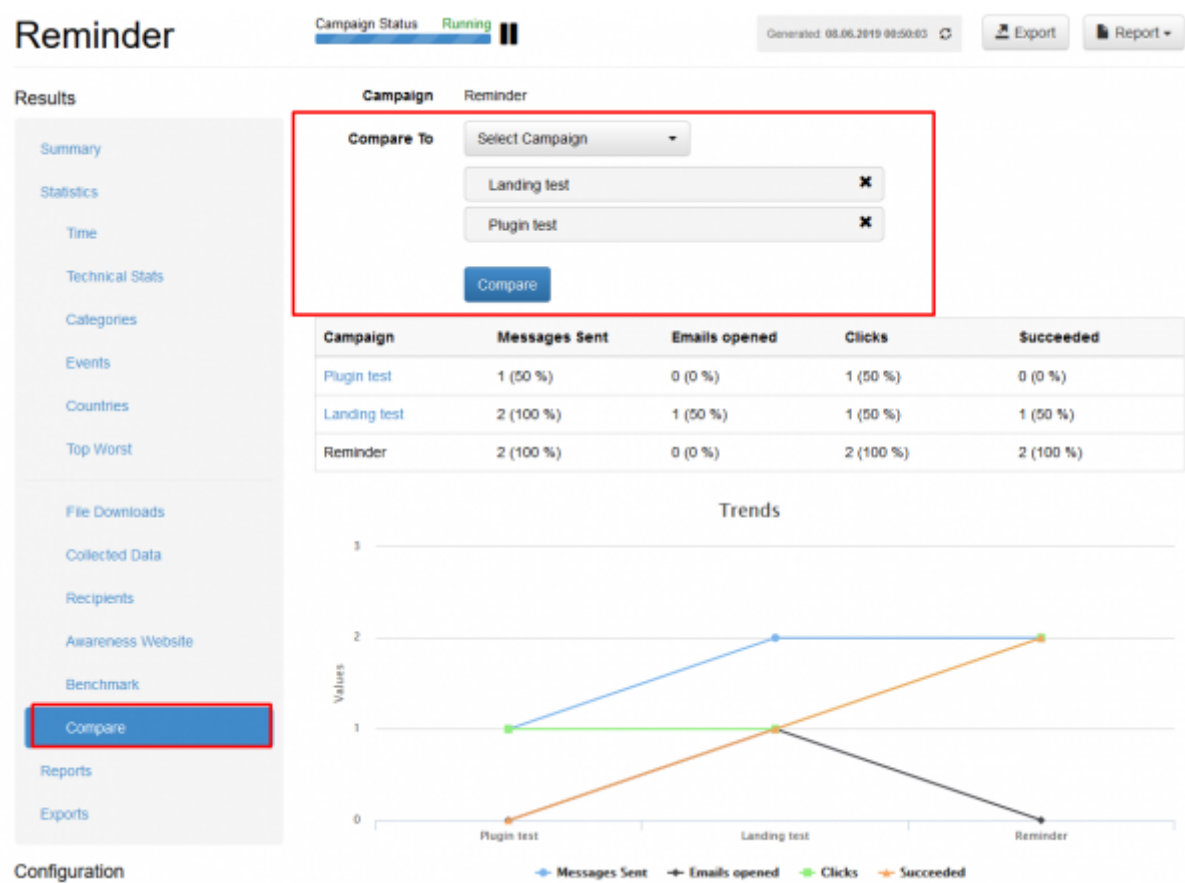 Reminder
Campaign Status Running
Generated: 08.06.2019 00:50:03
Export
Report
Results
Summary
Statistics
Time
Technical Stats
Categories
Events
Countries
Top Worst
File Downloads
Collected Data
Recipients
Awareness Website
Benchmark
Compare
Reports
Exports
Configuration
Campaign Reminder
Compare To Select Campaign
Landing test
Plugin test
Compare
Campaign Messages Sent Emails opened Clicks Succeeded
Plugin test 1 (50 %) 0 (0 %) 1 (50 %) 0 (0 %)
Landing test 2 (100 %) 1 (50 %) 1 (50 %) 1 (50 %)
Reminder 2 (100 %) 0 (0 %) 2 (100 %) 2 (100 %)
Trends
3
2
1
0
Values
Plugin test Landing test Reminder
Messages Sent Emails opened Clicks Succeeded